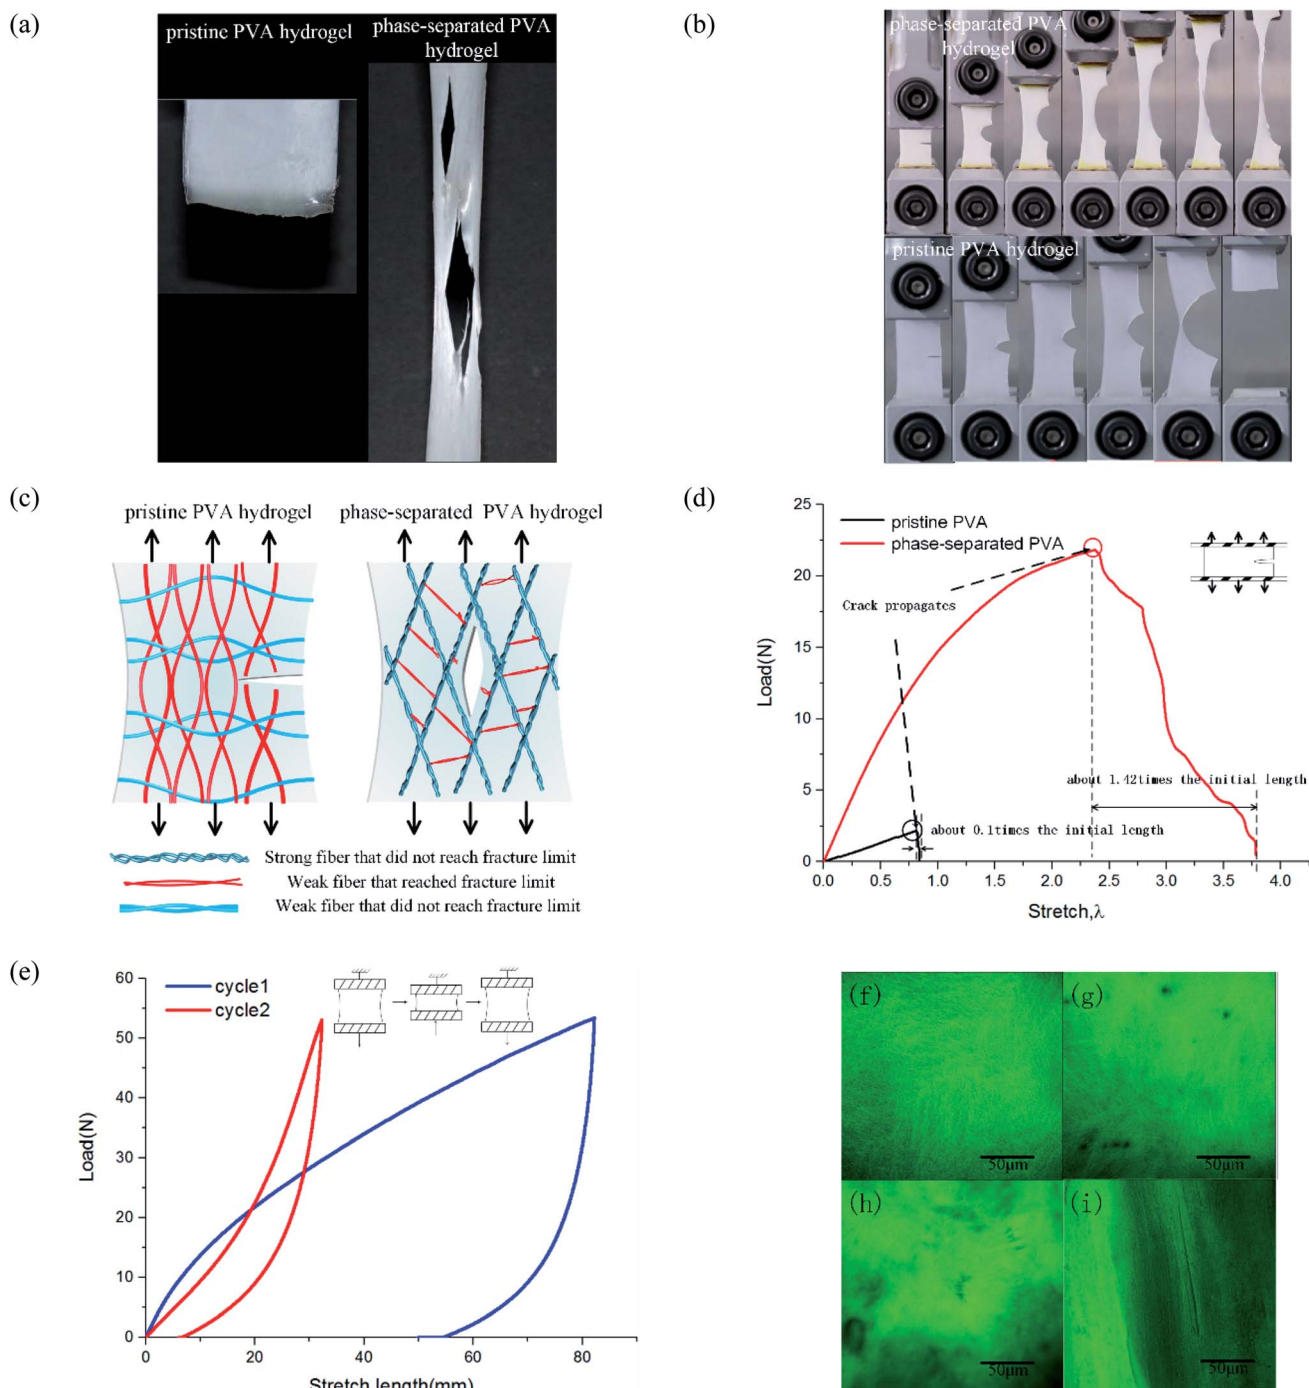 (a)
pristine PVA hydrogel
phase-separated PVA
hydrogel
(b)
phase-separated PVA
hydrogel
pristine PVA hydrogel
(c)
pristine PVA hydrogel
phase-separated PVA hydrogel
Strong fiber that did not reach fracture limit
Weak fiber that reached fracture limit
Weak fiber that did not reach fracture limit
(d)
25
20
15
10
5
0
Load(N)
pristine PVA
phase-separated PVA
Crack propagates
about 1.42times the initial length
about 0.1times the initial length
0.0 0.5 1.0 1.5 2.0 2.5 3.0 3.5 4.0
Stretch,λ
(e)
60
50
40
30
20
10
0
Load(N)
cycle1
cycle2
0 20 40 60 80
Stretch length(mm)
(f)
50μm
(g)
50μm
(h)
50μm
(i)
50μm